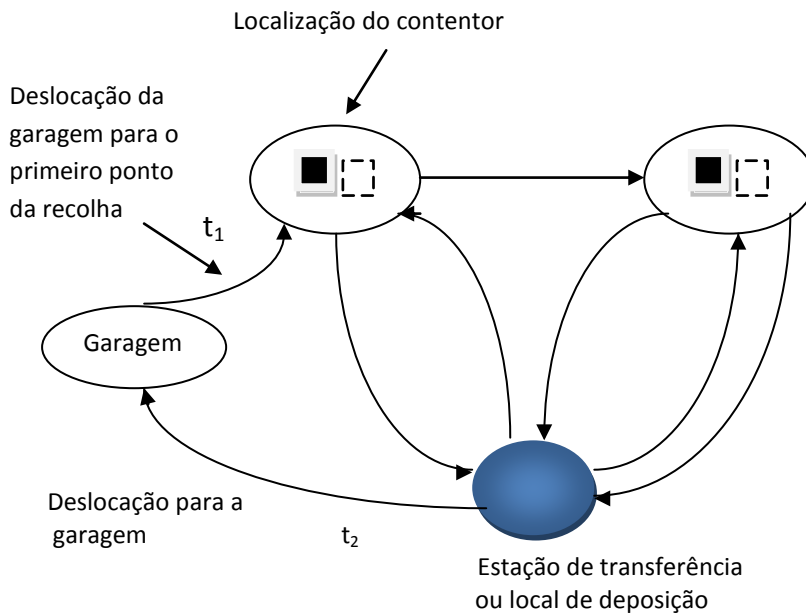 Localização do contentor
Deslocação da
garagem para o
primeiro ponto
da recolha
t1
Garagem
Deslocação para a
garagem
t2
Estação de transferência
ou local de deposição